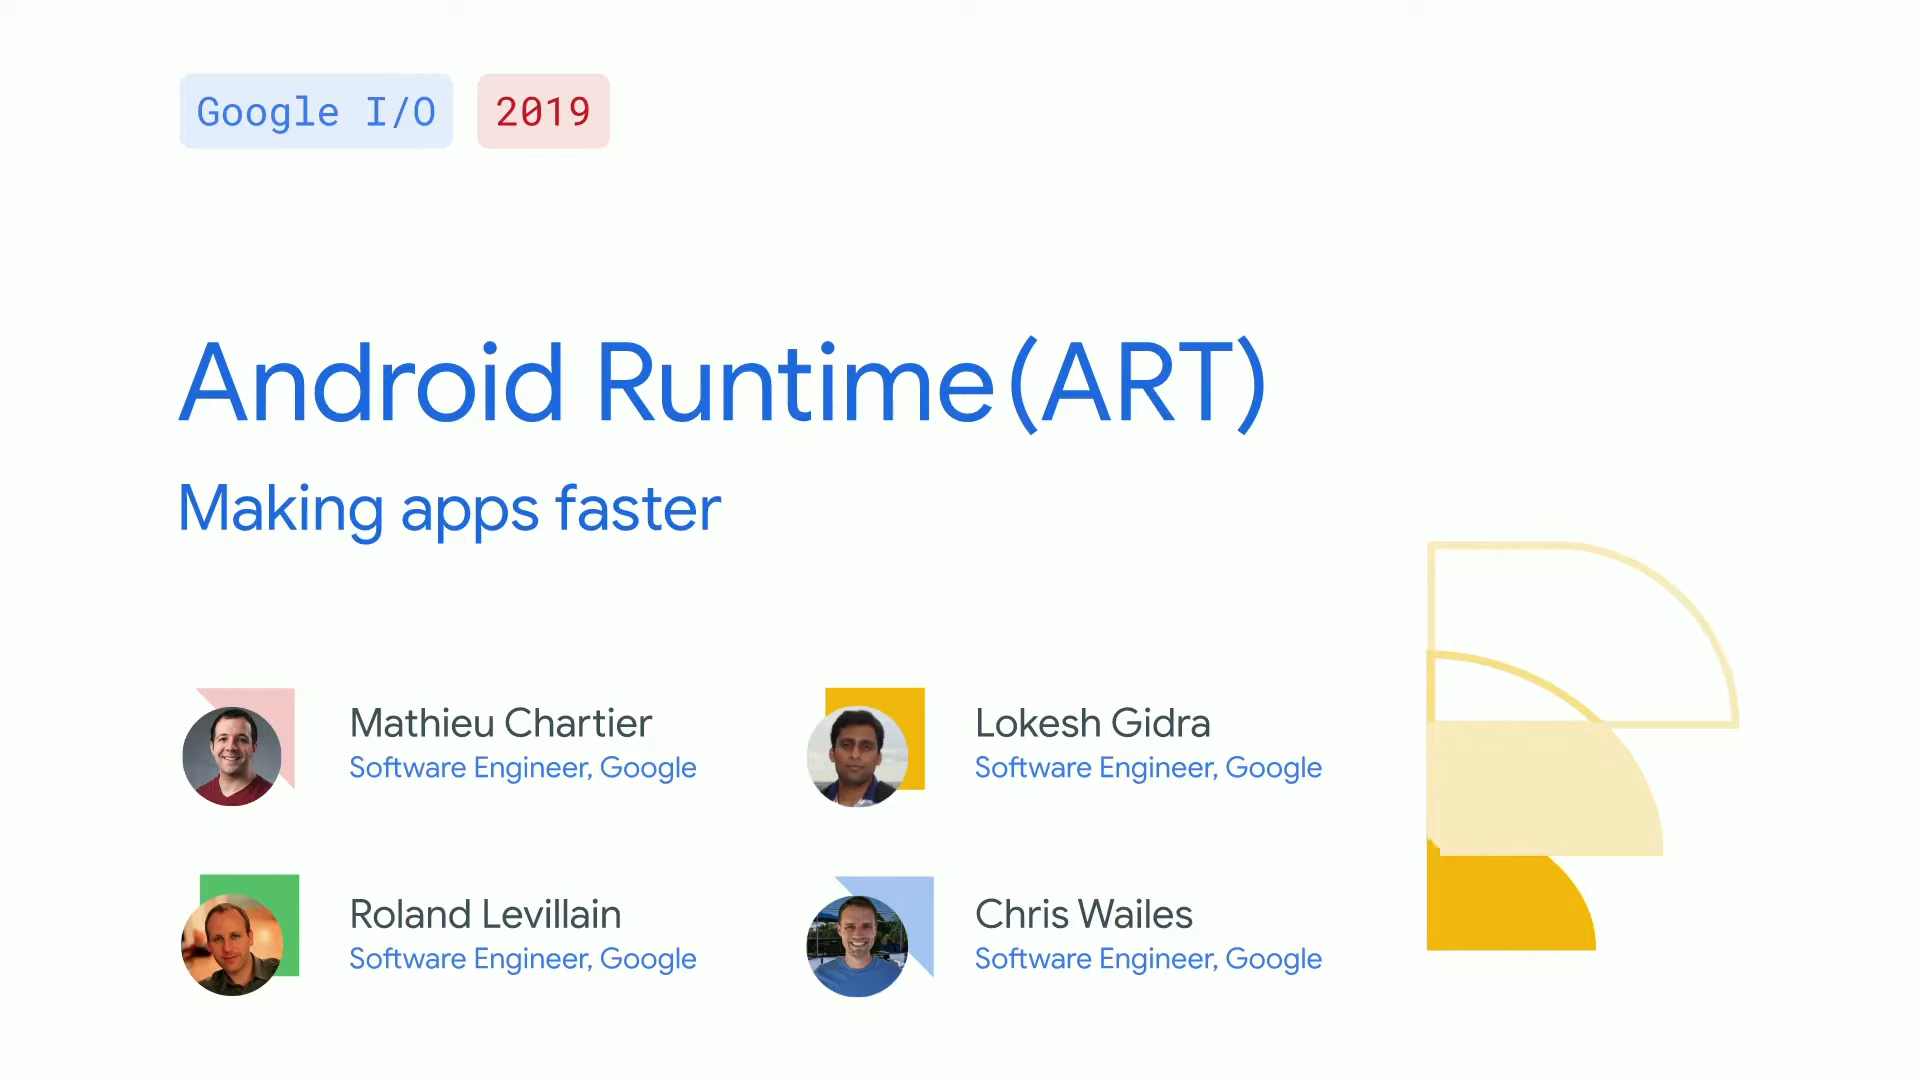 Google I/O 2019
Android Runtime (ART)
Making apps faster
Mathieu Chartier
Software Engineer, Google
Lokesh Gidra
Software Engineer, Google
Roland Levillain
Software Engineer, Google
Chris Wailes
Software Engineer, Google